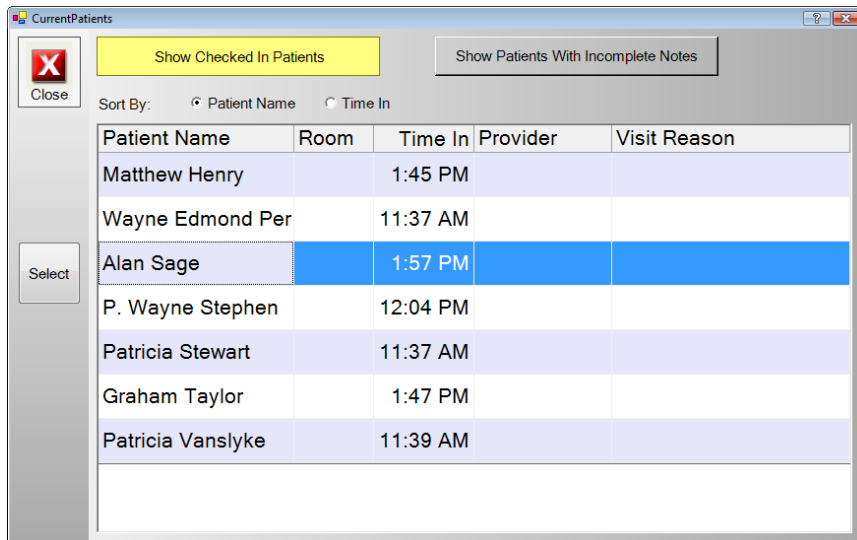 CurrentPatients
Show Checked In Patients Show Patients With Incomplete Notes
Close
Sort By: Patient Name Time In
Patient Name Room Time In Provider Visit Reason
Matthew Henry 1:45 PM
Wayne Edmond Per 11:37 AM
Select
Alan Sage 1:57 PM
P. Wayne Stephen 12:04 PM
Patricia Stewart 11:37 AM
Graham Taylor 1:47 PM
Patricia Vanslyke 11:39 AM